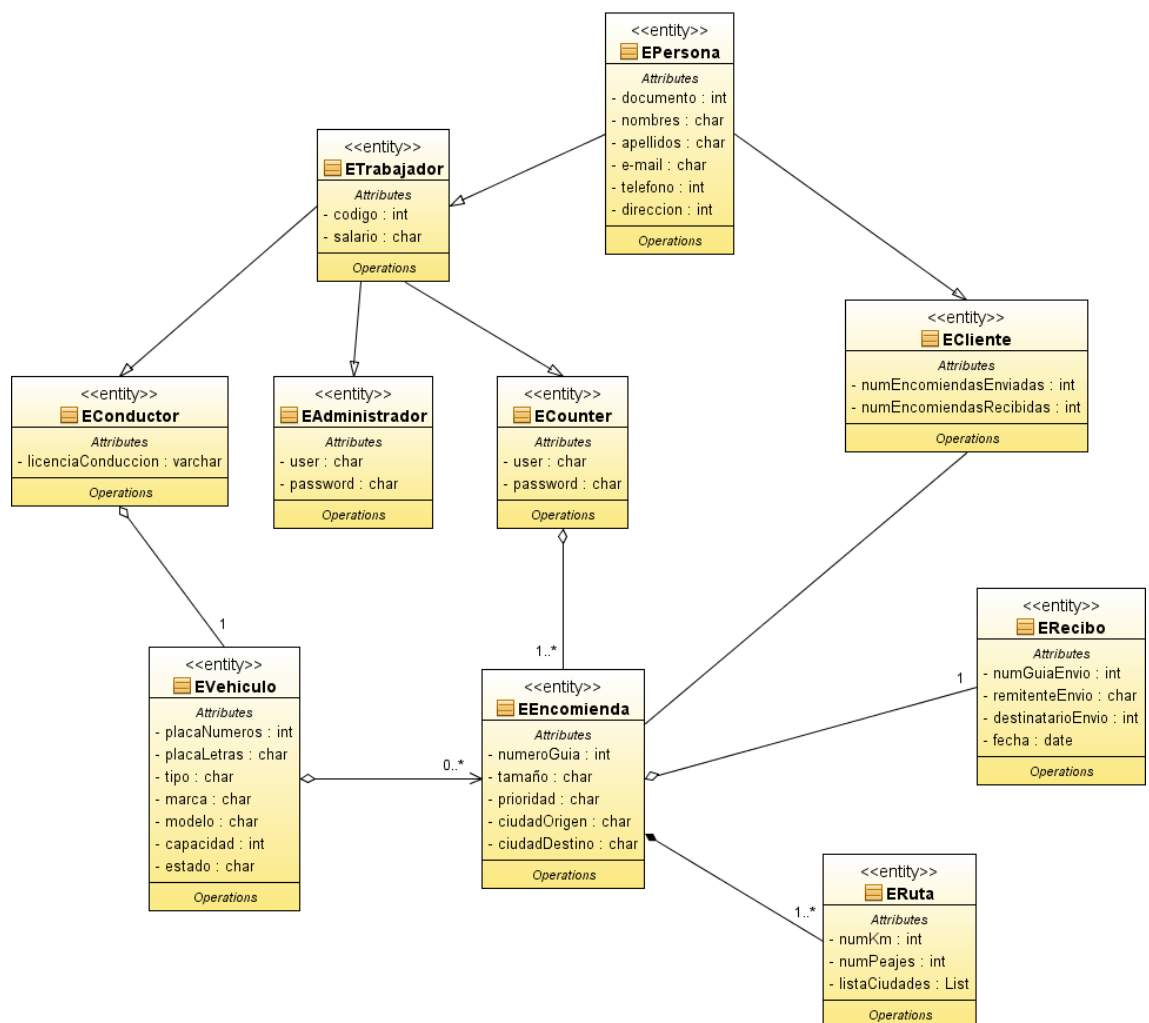 <<entity>>
EPersona
Attributes
- documento : int
- nombres : char
- apellidos : char
- e-mail : char
- telefono : int
- direccion : int
Operations
<<entity>>
ETrabajador
Attributes
- codigo : int
- salario : char
Operations
<<entity>>
ECliente
Attributes
- numEncomiendasEnviadas : int
- numEncomiendasRecibidas : int
Operations
<<entity>>
EConductor
Attributes
- licenciaConduccion : varchar
Operations
<<entity>>
EAdministrador
Attributes
- user : char
- password : char
Operations
<<entity>>
ECounter
Attributes
- user : char
- password : char
Operations
1
1..*
<<entity>>
ERecibo
Attributes
- numGuiaEnvio : int
- remitenteEnvio : char
- destinatarioEnvio : int
- fecha : date
Operations
1
<<entity>>
EVehiculo
Attributes
- placaNumeros : int
- placaLetras : char
- tipo : char
- marca : char
- modelo : char
- capacidad : int
- estado : char
Operations
0..*
<<entity>>
EEncomienda
Attributes
- numeroGuia : int
- tamaño : char
- prioridad : char
- ciudadOrigen : char
- ciudadDestino : char
Operations
1..*
<<entity>>
ERuta
Attributes
- numKm : int
- numPeajes : int
- listaCiudades : List
Operations